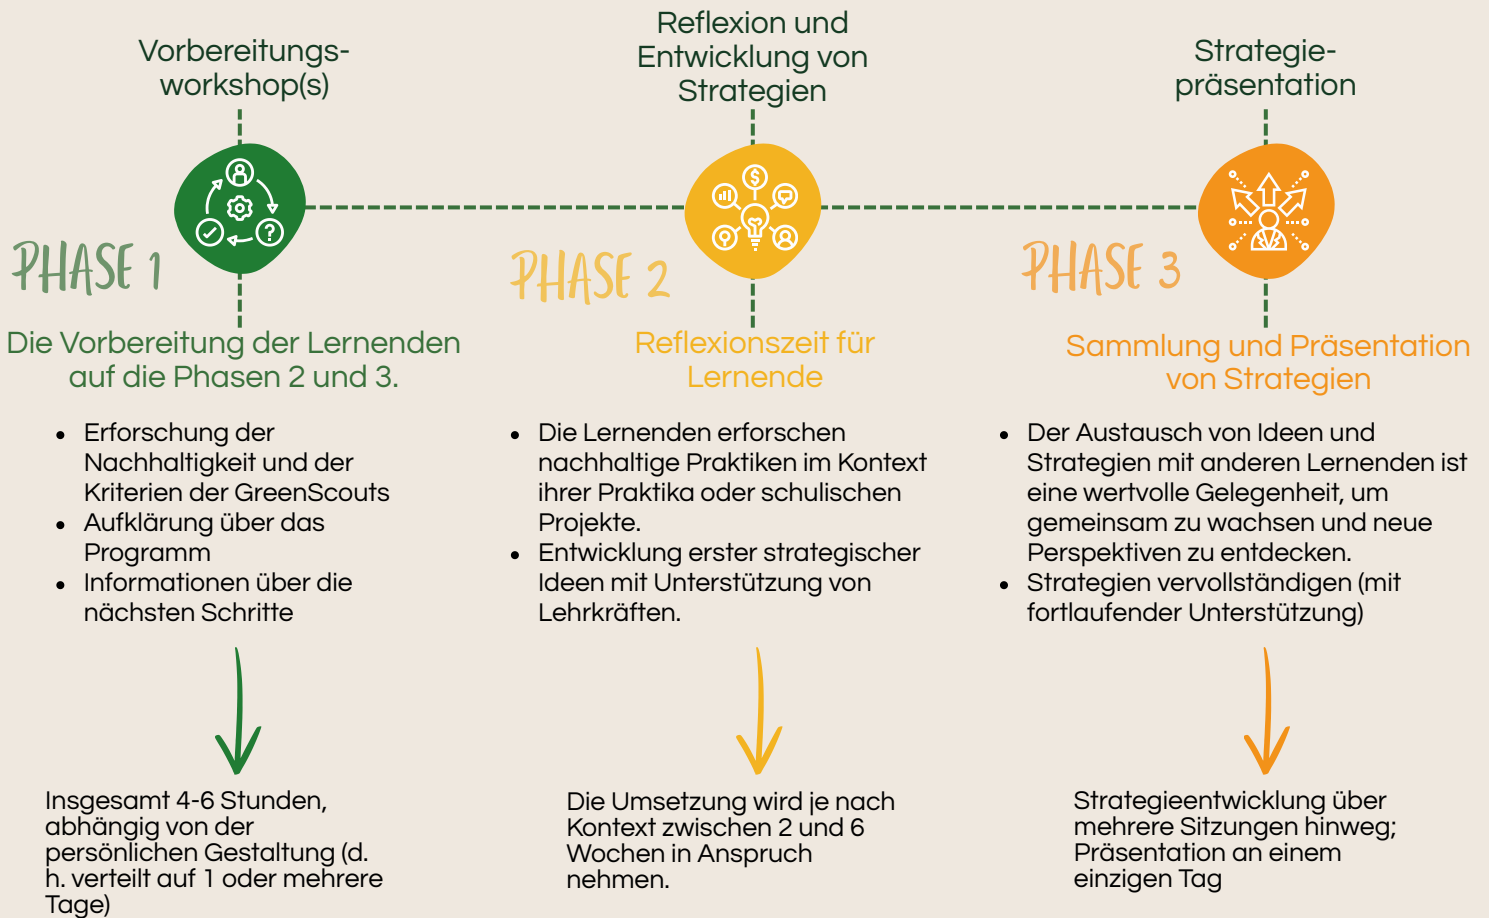 Vorbereitungs-
workshop(s)
PHASE 1
Die Vorbereitung der Lernenden
auf die Phasen 2 und 3.
• Erforschung der
Nachhaltigkeit und der
Kriterien der GreenScouts
• Aufklärung über das
Programm
• Informationen über die
nächsten Schritte
Insgesamt 4-6 Stunden,
abhängig von der
persönlichen Gestaltung (d.
h. verteilt auf 1 oder mehrere
Tage)
Reflexion und
Entwicklung von
Strategien
PHASE 2
Reflexionszeit für
Lernende
• Die Lernenden erforschen
nachhaltige Praktiken im Kontext
ihrer Praktika oder schulischen
Projekte.
• Entwicklung erster strategischer
Ideen mit Unterstützung von
Lehrkräften.
Die Umsetzung wird je nach
Kontext zwischen 2 und 6
Wochen in Anspruch
nehmen.
Strategie-
präsentation
PHASE 3
Sammlung und Präsentation
von Strategien
• Der Austausch von Ideen und
Strategien mit anderen Lernenden ist
eine wertvolle Gelegenheit, um
gemeinsam zu wachsen und neue
Perspektiven zu entdecken.
• Strategien vervollständigen (mit
fortlaufender Unterstützung)
Strategieentwicklung über
mehrere Sitzungen hinweg;
Präsentation an einem
einzigen Tag